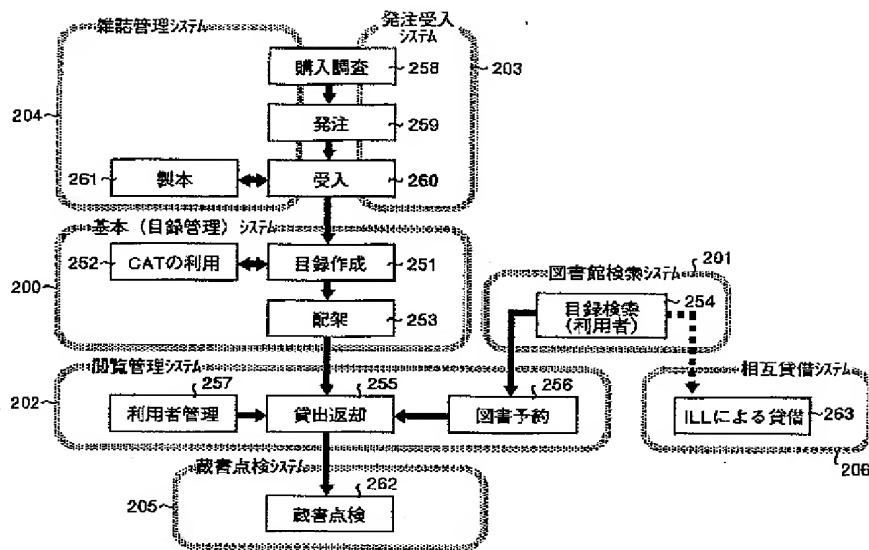 雑誌管理システム
発注受入
システム
購入調査
258
203
204
発注
259
261
製本
受入
260
基本（目録管理）システム
252
CATの利用
目録作成
251
図書館検索システム
201
200
目録検索
（利用者）
254
配架
253
閲覧管理システム
相互貸借システム
202
257
255
256
利用者管理
貸出返却
図書予約
ILLによる貸借
263
206
蔵書点検システム
262
205
蔵書点検